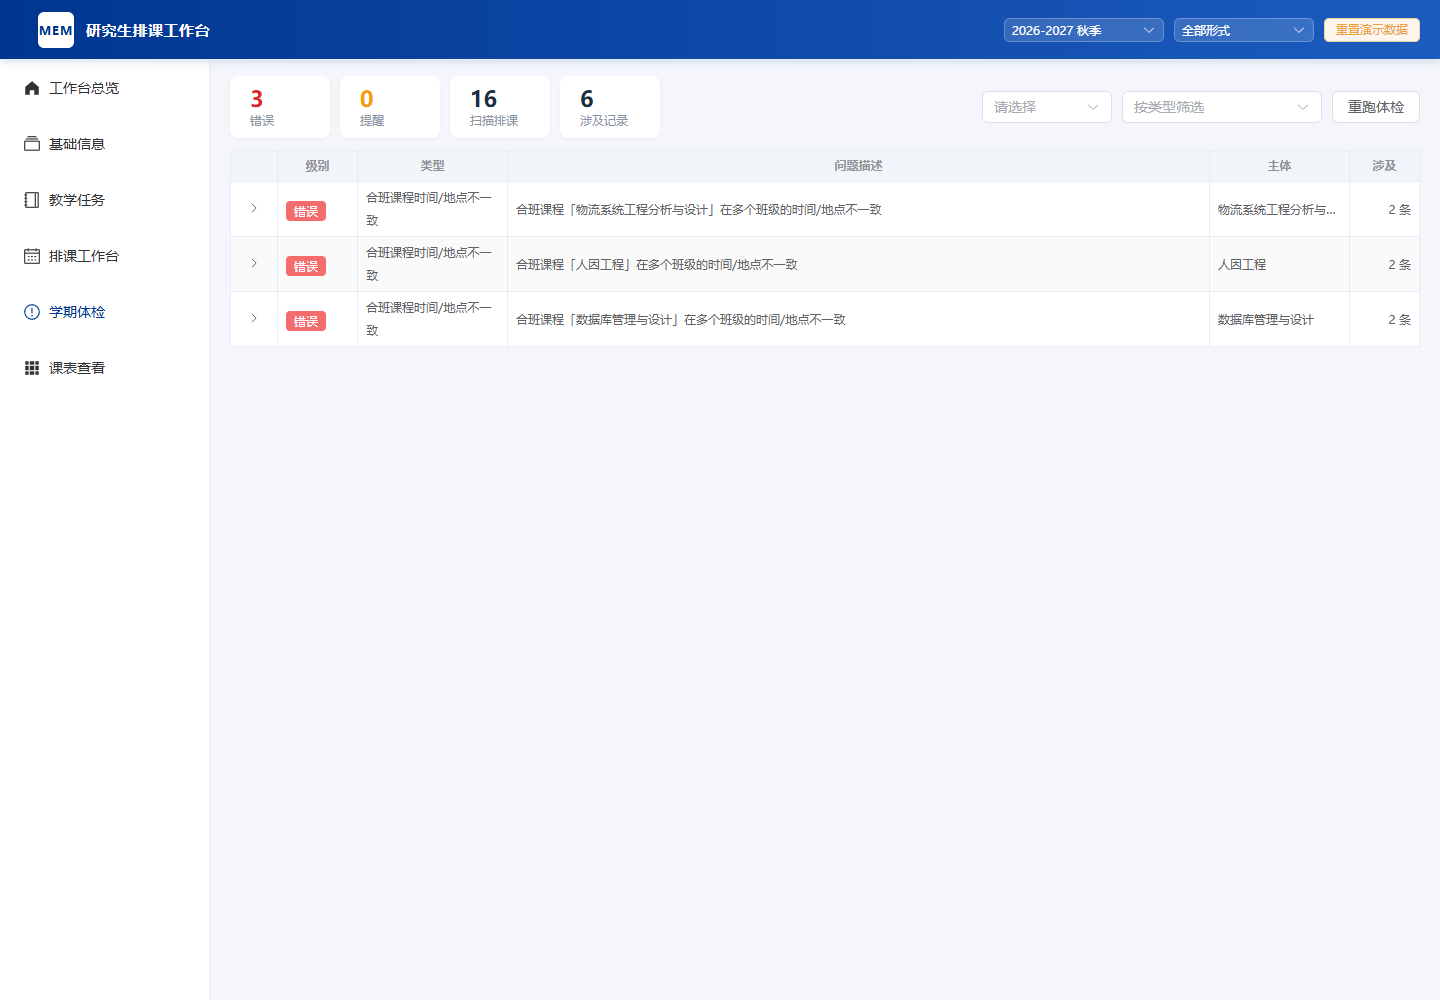 MEM 研究生排课工作台
2026-2027 秋季
全部形式
重置演示数据
工作台总览
基础信息
教学任务
排课工作台
学期体检
课表查看
3
错误
0
提醒
16
扫描排课
6
涉及记录
请选择
按类型筛选
重跑体检
级别 类型 问题描述 主体 涉及
错误 合班课程时间/地点不一致 合班课程「物流系统工程分析与设计」在多个班级的时间/地点不一致 物流系统工程分析与... 2 条
错误 合班课程时间/地点不一致 合班课程「人因工程」在多个班级的时间/地点不一致 人因工程 2 条
错误 合班课程时间/地点不一致 合班课程「数据库管理与设计」在多个班级的时间/地点不一致 数据库管理与设计 2 条